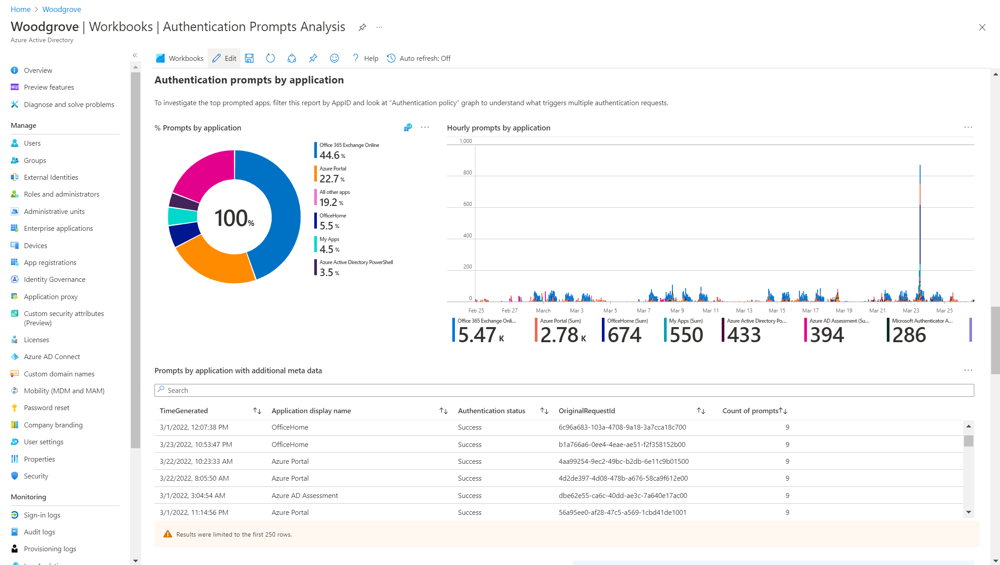 Home > Woodgrove
Woodgrove | Workbooks | Authentication Prompts Analysis
Azure Active Directory
Overview
Preview features
Diagnose and solve problems
Manage
Users
Groups
External Identities
Roles and administrators
Administrative units
Enterprise applications
Devices
App registrations
Identity Governance
Application proxy
Custom security attributes
(Preview)
Licenses
Azure AD Connect
Custom domain names
Mobility (MDM and MAM)
Password reset
Company branding
User settings
Properties
Security
Monitoring
Sign-in logs
Audit logs
Provisioning logs
Workbooks Edit Help Auto refresh: Off
Authentication prompts by application
To investigate the top prompted apps, filter this report by AppID and look at “Authentication policy” graph to understand what triggers multiple authentication requests.
% Prompts by application
100%
Office 365 Exchange Online
44.6 %
Azure Portal
22.7 %
All other apps
19.2 %
OfficeHome
5.5 %
My Apps
4.5 %
Azure Active Directory PowerShell
3.5 %
Hourly prompts by application
1,000
800
600
400
200
0
Feb 25 Feb 27 March Mar 3 Mar 5 Mar 7 Mar 9 Mar 11 Mar 13 Mar 15 Mar 17 Mar 19 Mar 21 Mar 23 Mar 25
Office 365 Exchange Onli... Azure Portal (Sum) OfficeHome (Sum) My Apps (Sum) Azure Active Directory Po... Azure AD Assessment (Su... Microsoft Authenticator A...
5.47 K 2.78 K 674 550 433 394 286
Prompts by application with additional meta data
Search
TimeGenerated Application display name Authentication status OriginalRequestId Count of prompts
3/1/2022, 12:07:38 PM OfficeHome Success 6c96a683-103a-4708-9a18-3a7cca18c700 9
3/23/2022, 10:53:47 PM OfficeHome Success b1a766a6-0ee4-4eae-ae51-f2f358152b00 9
3/22/2022, 10:23:33 AM Azure Portal Success 4aa99254-9ec2-49bc-b2db-6e11c9b01500 9
3/22/2022, 8:05:50 AM Azure Portal Success 4d2de397-4d08-478b-a676-58ca9f612e00 9
3/1/2022, 3:04:54 AM Azure AD Assessment Success dbe62e55-ca6c-40dd-ae3c-7a640e17ac00 9
3/1/2022, 11:14:56 PM Azure Portal Success 56a95ee0-af28-47c5-a569-1cbd41de1001 9
Results were limited to the first 250 rows.